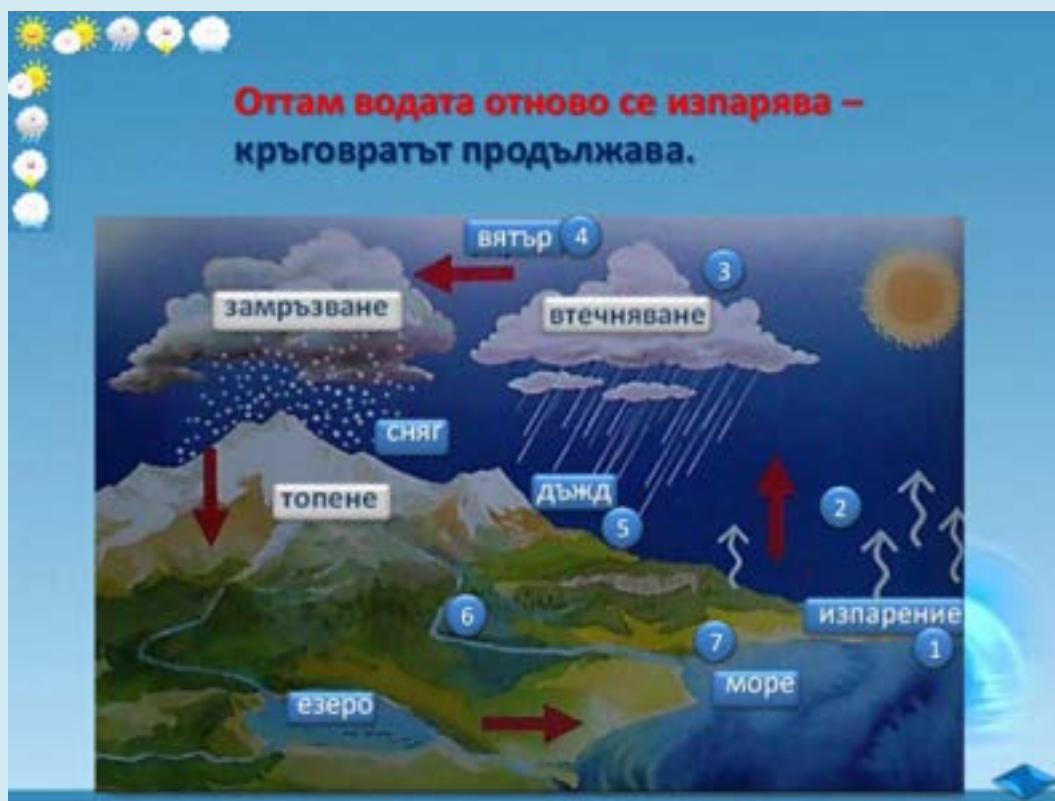 Оттам водата отново се изпарява –
кръговратът продължава.
вятър 4
3
замръзване
втечняване
сняг
топене
дъжд
5
2
изпарение
1
6
7
море
езеро